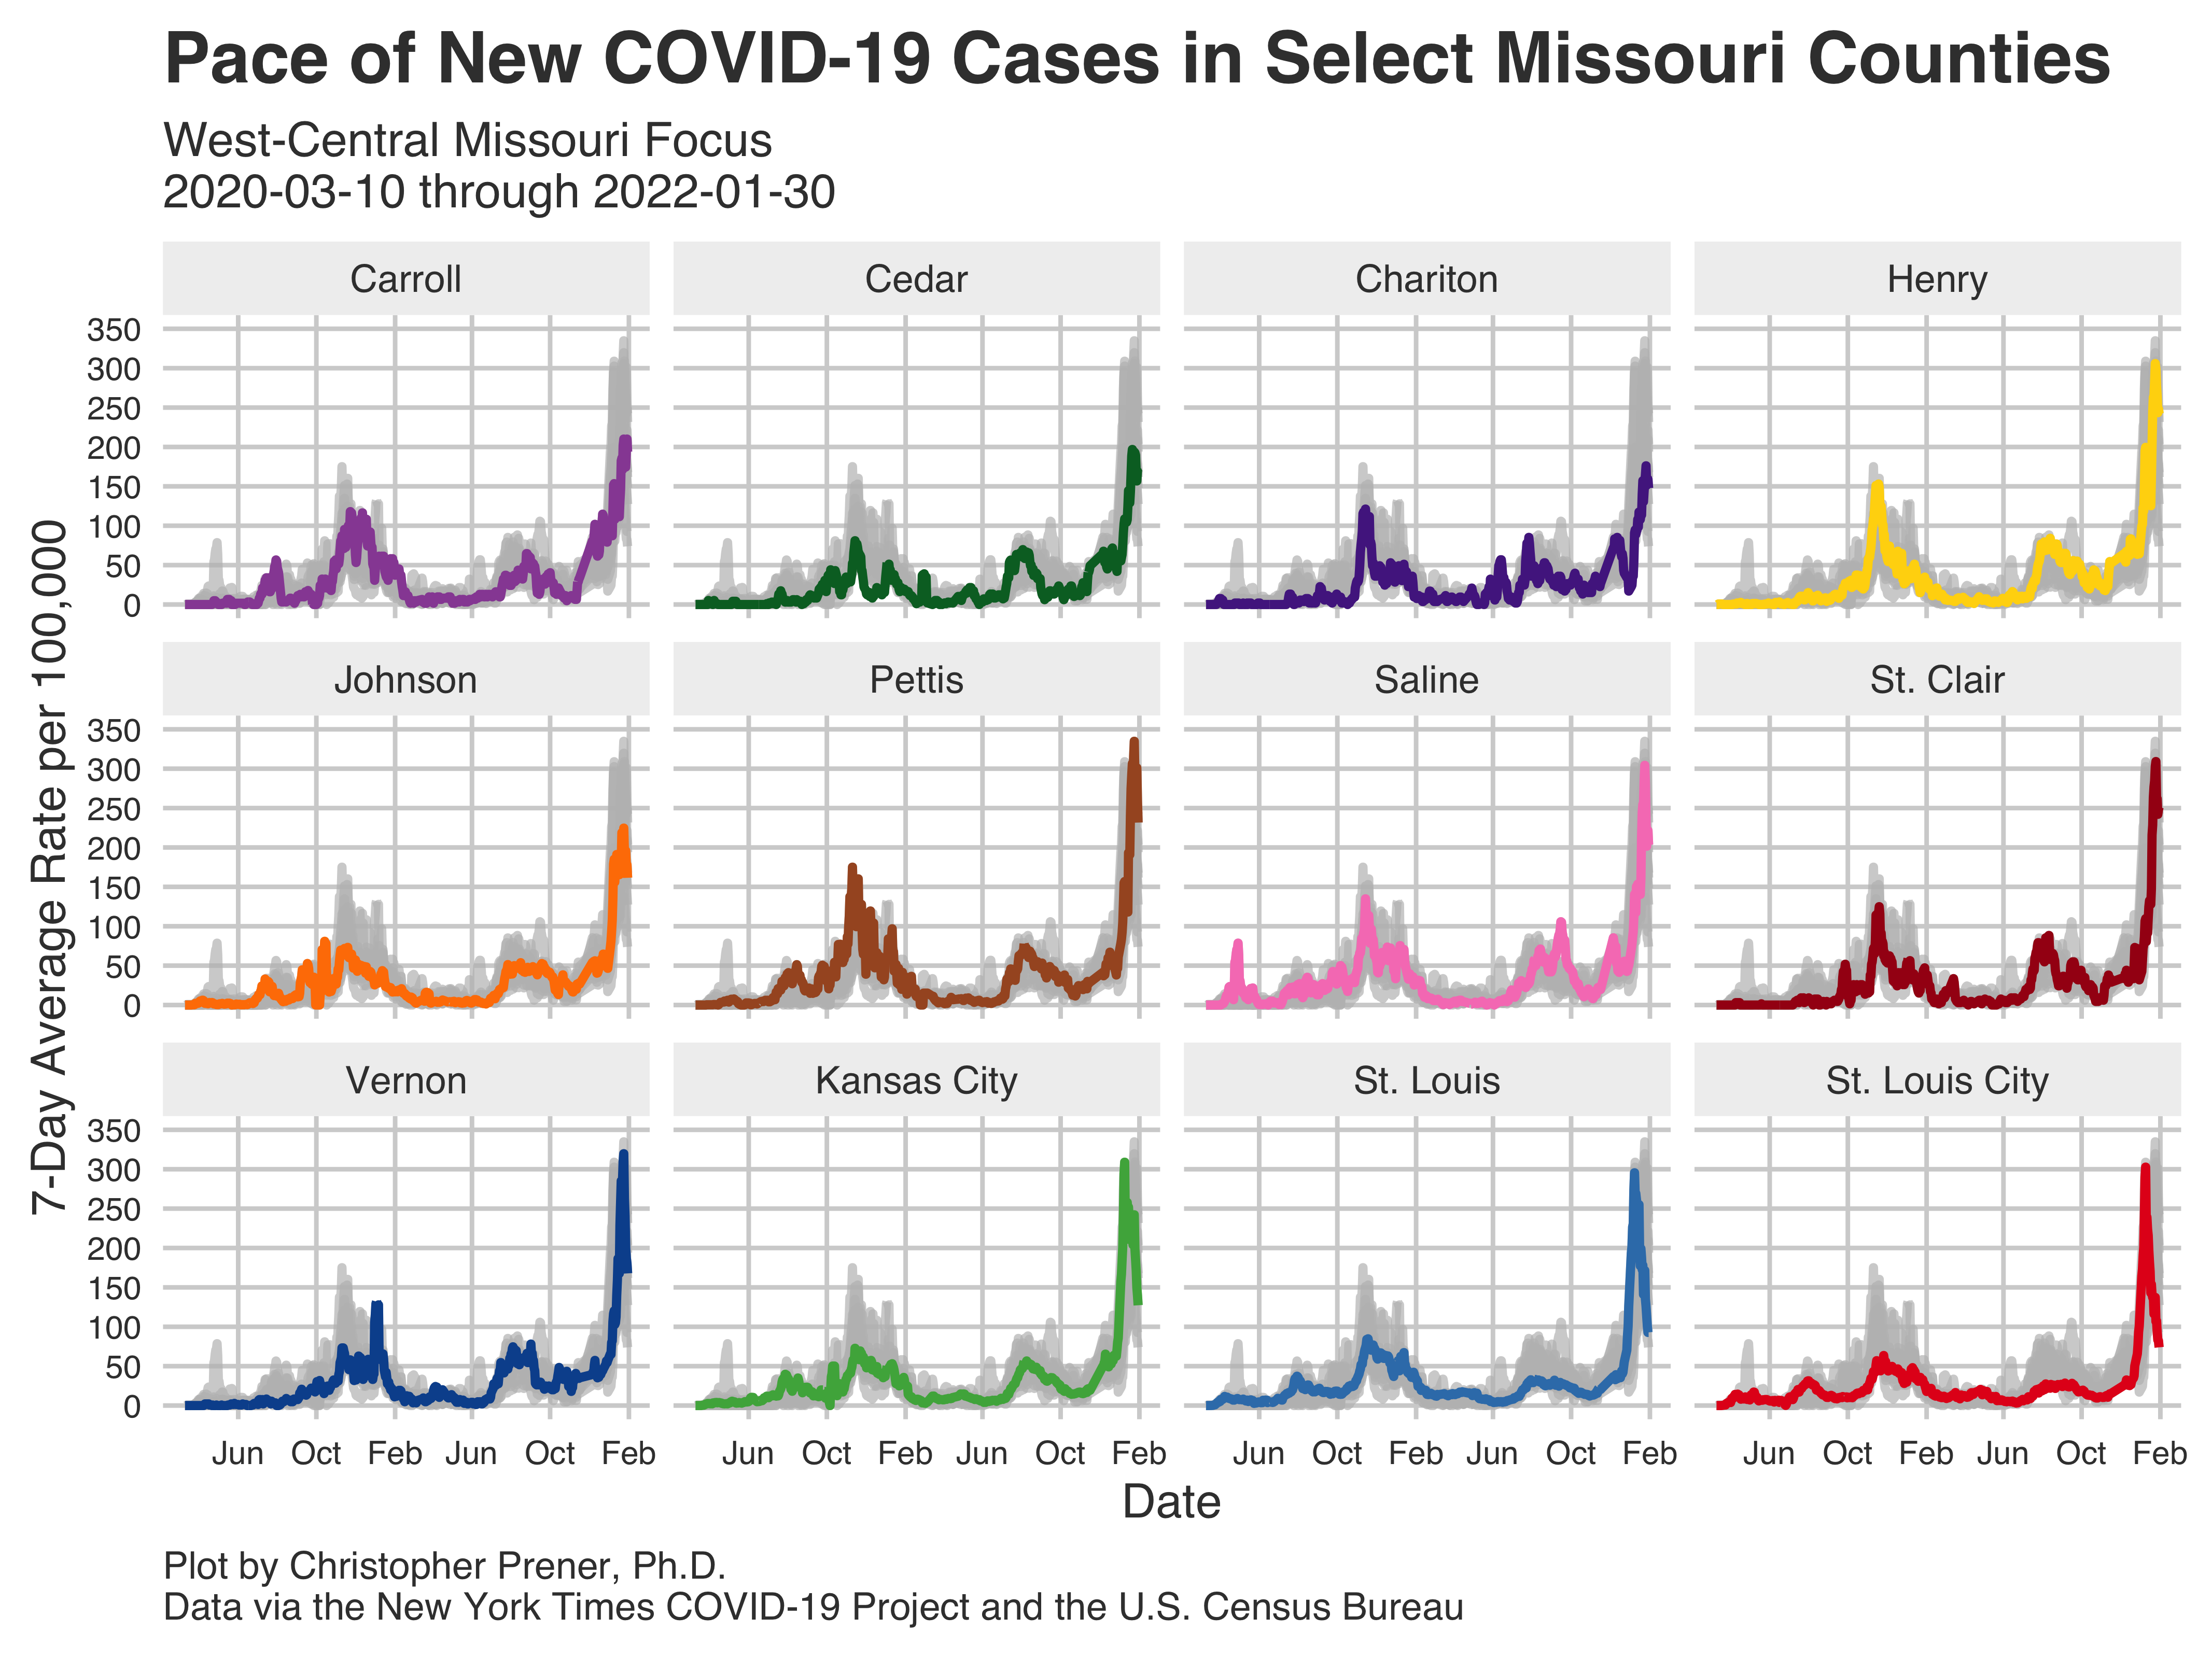 Pace of New COVID-19 Cases in Select Missouri Counties
West-Central Missouri Focus
2020-03-10 through 2022-01-30
Carroll Cedar Chariton Henry
350
300
250
200
150
100
50
0
Johnson Pettis Saline St. Clair
350
300
250
200
150
100
50
0
Vernon Kansas City St. Louis St. Louis City
350
300
250
200
150
100
50
0
7-Day Average Rate per 100,000
Jun Oct Feb Jun Oct Feb Jun Oct Feb Jun Oct Feb Jun Oct Feb Jun Oct Feb Jun Oct Feb Jun Oct Feb
Date
Plot by Christopher Prener, Ph.D.
Data via the New York Times COVID-19 Project and the U.S. Census Bureau